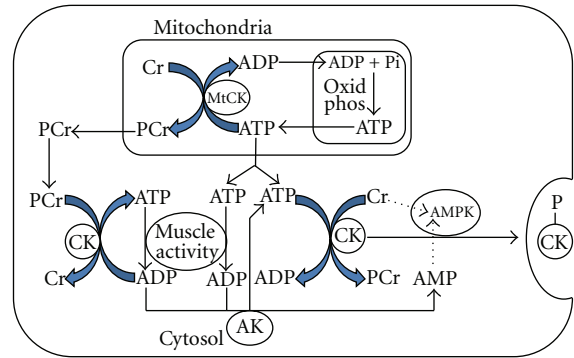 Mitochondria
Cr
ADP
ADP + Pi
MtCK
Oxid
phos
PCr
PCr
ATP
ATP
PCr
ATP
ATP
ATP
Cr
AMPK
P
CK
Muscle
activity
CK
CK
Cr
ADP
ADP
ADP
PCr
AMP
Cytosol
AK